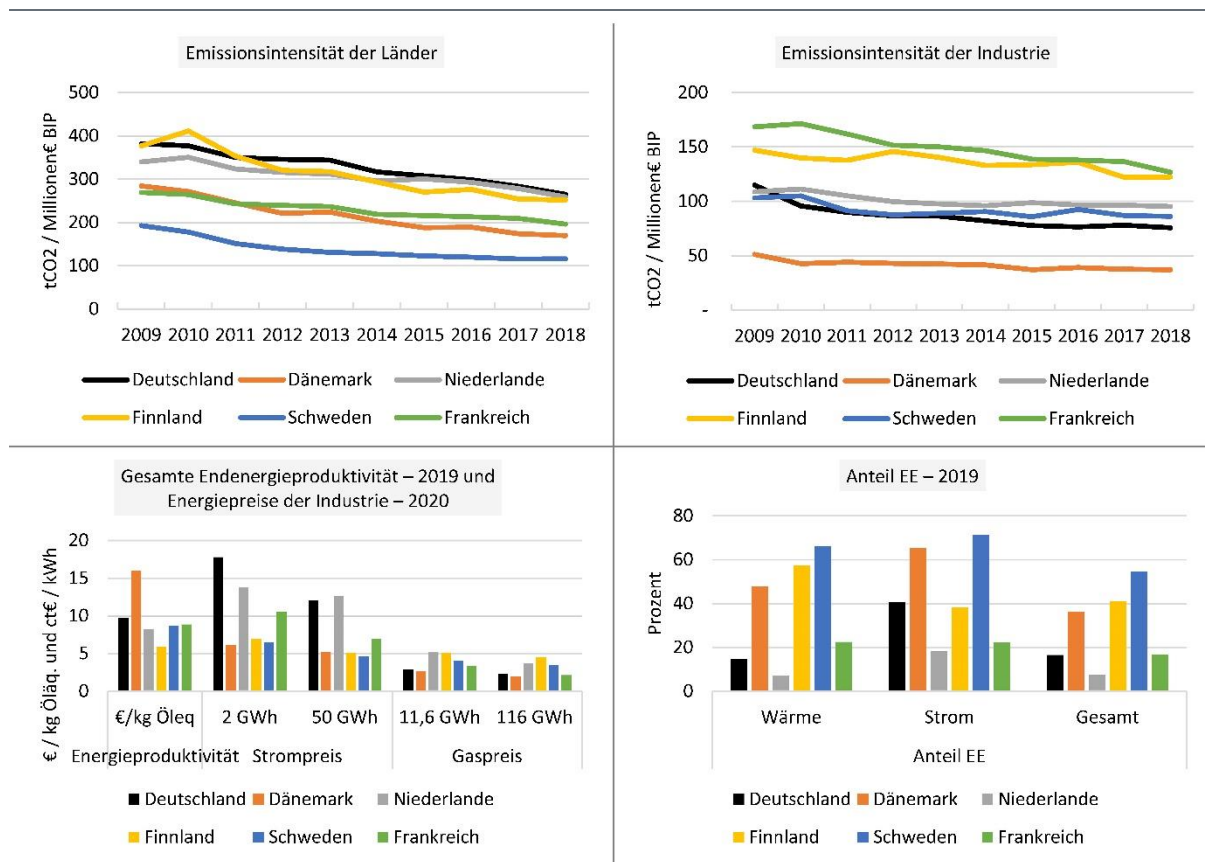 Emissionsintensität der Länder
tCO2 / Millionen€ BIP
500
400
300
200
100
0
2009 2010 2011 2012 2013 2014 2015 2016 2017 2018
Deutschland Dänemark Niederlande
Finnland Schweden Frankreich
Emissionsintensität der Industrie
tCO2 / Millionen€ BIP
200
150
100
50
-
2009 2010 2011 2012 2013 2014 2015 2016 2017 2018
Deutschland Dänemark Niederlande
Finnland Schweden Frankreich
Gesamte Endenergieproduktivität – 2019 und
Energiepreise der Industrie – 2020
€ / kg Öläq. und ct€ / kWh
20
15
10
5
0
€/kg Öleq 2 GWh 50 GWh 11,6 GWh 116 GWh
Energieproduktivität Strompreis Gaspreis
Deutschland Dänemark Niederlande
Finnland Schweden Frankreich
Anteil EE – 2019
Prozent
80
60
40
20
0
Wärme Strom Gesamt
Anteil EE
Deutschland Dänemark Niederlande
Finnland Schweden Frankreich